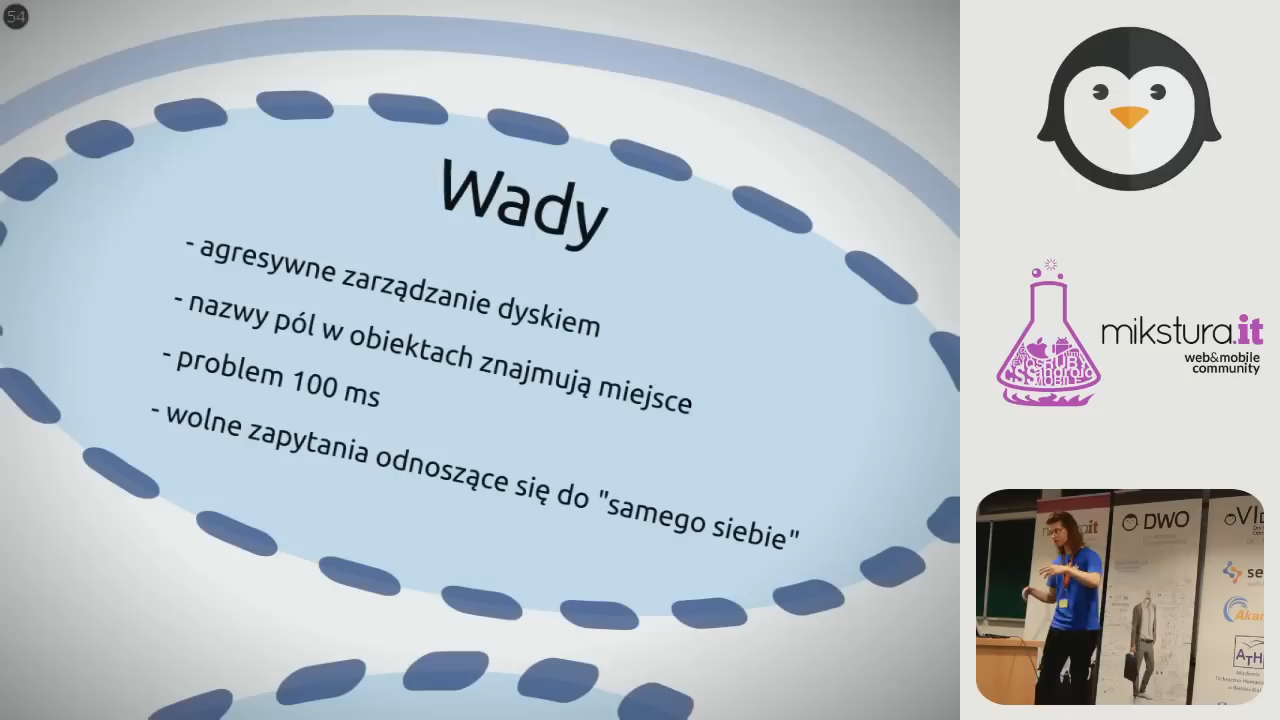 54
Wady
- agresywne zarządzanie dyskiem
- nazwy pól w obiektach znajmują miejsce
- problem 100 ms
- wolne zapytania odnoszące się do "samego siebie"
mikstura.it
web&mobile
community
DWO